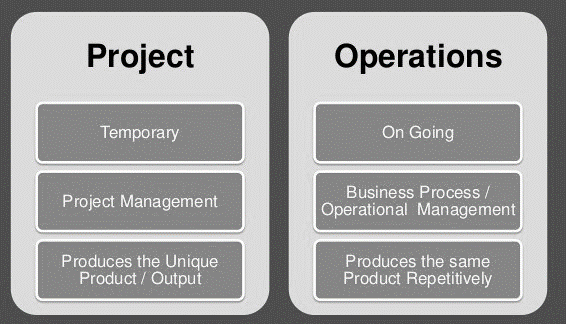 Project
Temporary
Project Management
Produces the Unique
Product / Output
Operations
On Going
Business Process /
Operational Management
Produces the same
Product Repetitively